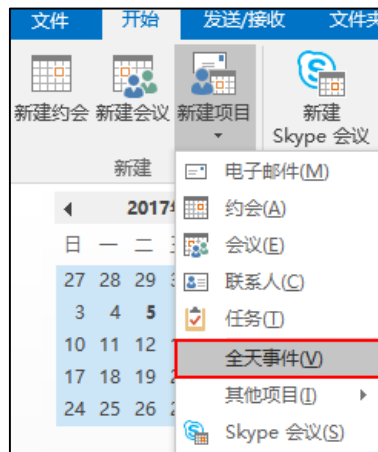 文件 开始 发送/接收 文件夹
新建约会 新建会议 新建项目 新建
Skype 会议
新建
电子邮件(M)
2017
约会(A)
日 一 二
会议(E)
27 28 29
联系人(C)
3 4 5
任务(T)
10 11 12
全天事件(V)
17 18 19
其他项目(I)
24 25 26
Skype 会议(S)